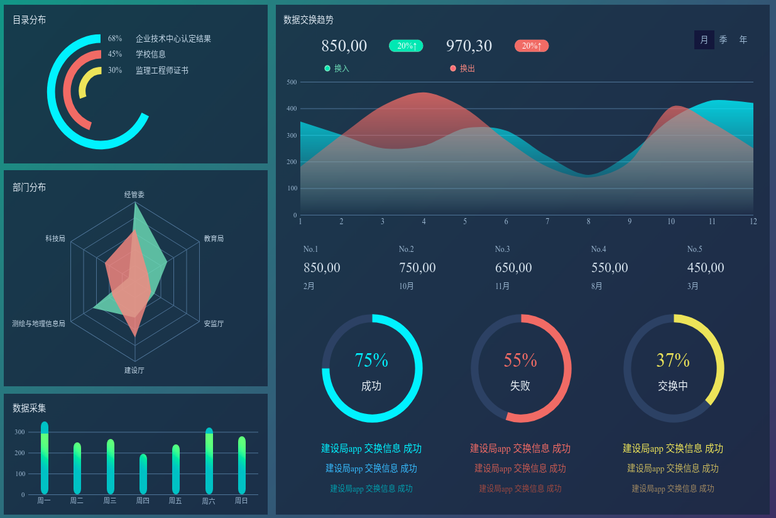 目录分布
68% 企业技术中心认定结果
45% 学校信息
30% 监理工程师证书
部门分布
经管委
科技局
教育局
测绘与地理信息局
安监厅
建设厅
数据采集
300
200
100
0
周一 周二 周三 周四 周五 周六 周日
数据交换趋势
月 季 年
850,00 20%↑ 970,30 20%↑
换入 换出
500
400
300
200
100
0
1 2 3 4 5 6 7 8 9 10 11 12
No.1 No.2 No.3 No.4 No.5
850,00 750,00 650,00 550,00 450,00
2月 10月 11月 8月 3月
75% 55% 37%
成功 失败 交换中
建设局app 交换信息 成功 建设局app 交换信息 成功 建设局app 交换信息 成功
建设局app 交换信息 成功 建设局app 交换信息 成功 建设局app 交换信息 成功
建设局app 交换信息 成功 建设局app 交换信息 成功 建设局app 交换信息 成功